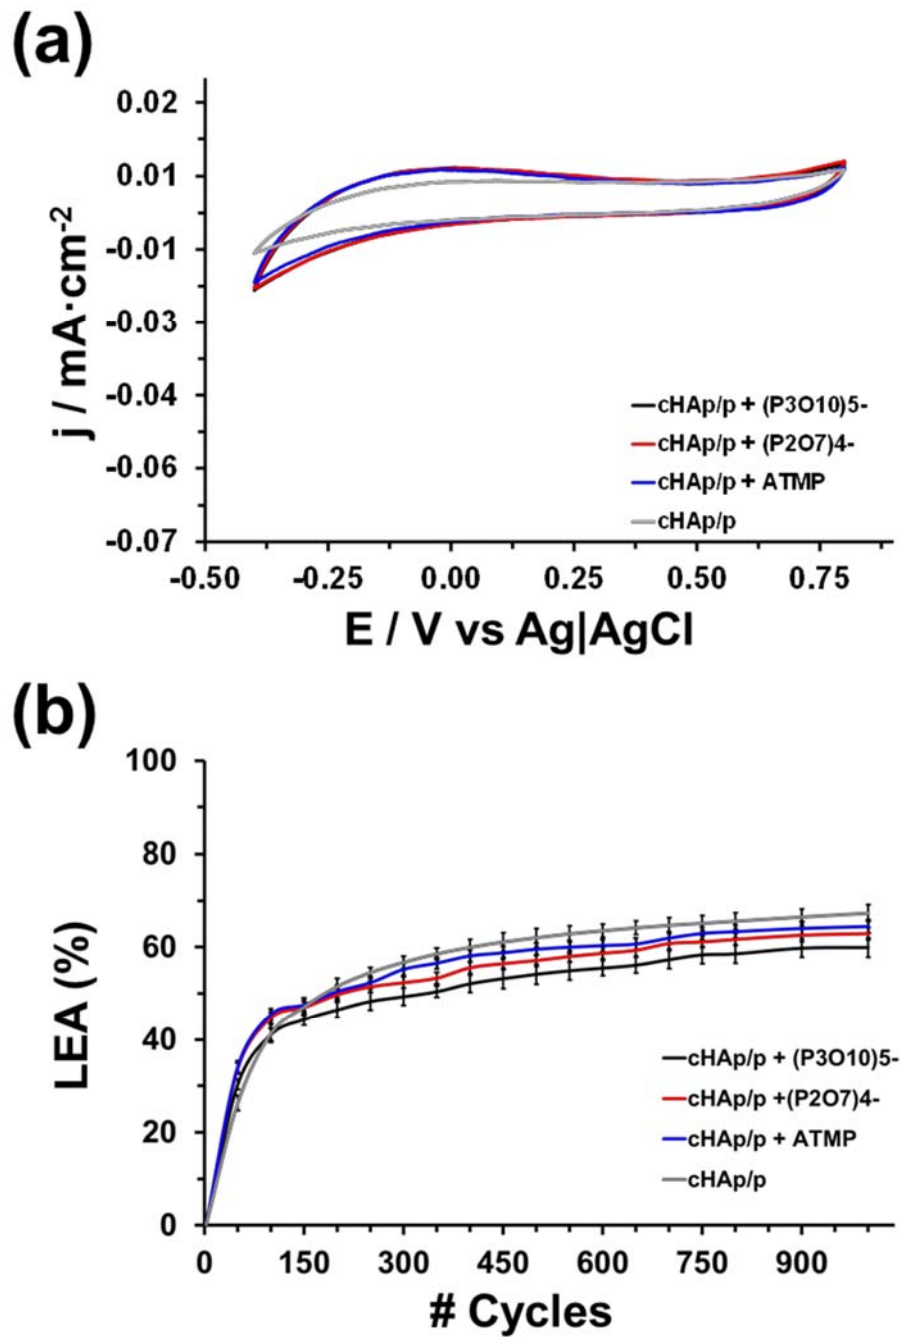 (a)
0.02
0.01
-0.01
-0.03
-0.04
-0.06
-0.07
j / mA·cm-2
cHAp/p + (P3O10)5-
cHAp/p + (P2O7)4-
cHAp/p + ATMP
cHAp/p
-0.50 -0.25 0.00 0.25 0.50 0.75
E / V vs Ag|AgCl
(b)
100
80
60
40
20
0
LEA (%)
cHAp/p + (P3O10)5-
cHAp/p +(P2O7)4-
cHAp/p + ATMP
cHAp/p
0 150 300 450 600 750 900
# Cycles